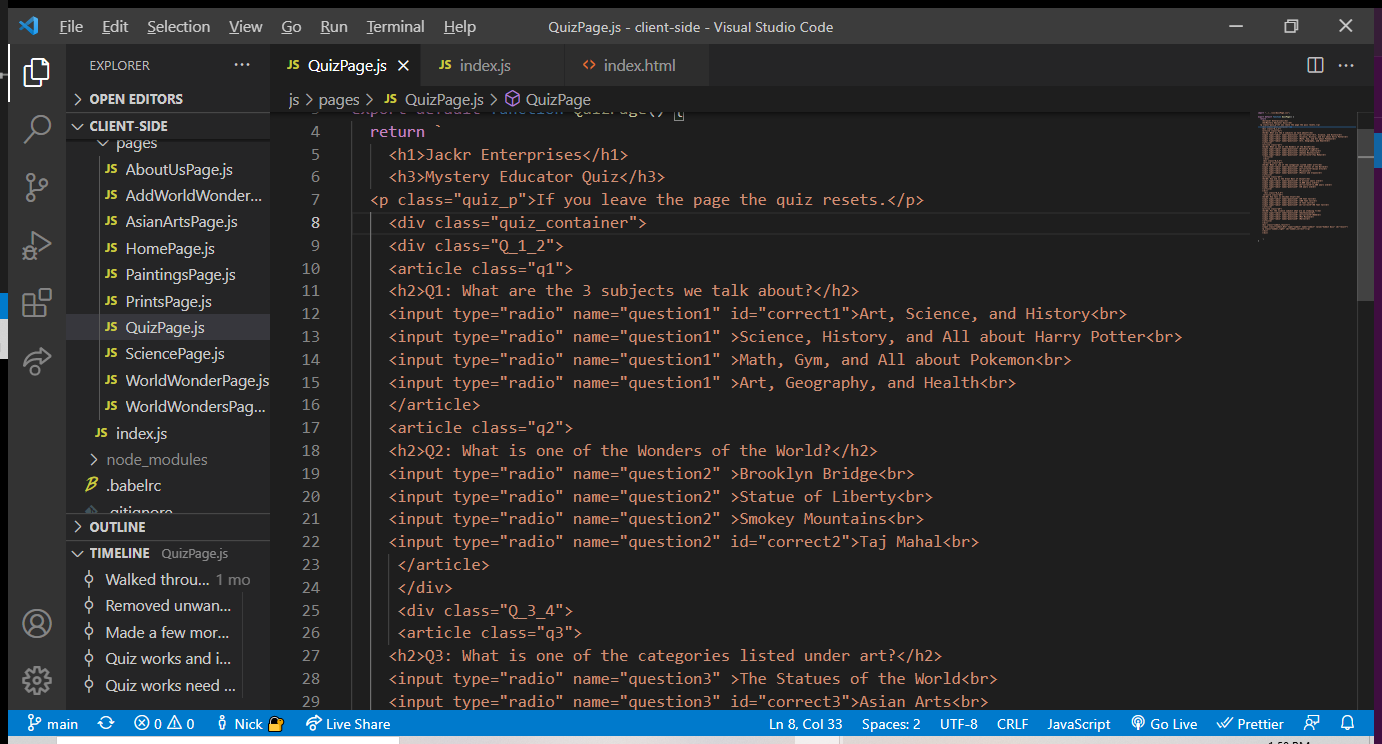 File Edit Selection View Go Run Terminal Help QuizPage.js - client-side - Visual Studio Code
EXPLORER ···
OPEN EDITORS
CLIENT-SIDE
pages
JS AboutUsPage.js
JS AddWorldWonder...
JS AsianArtsPage.js
JS HomePage.js
JS PaintingsPage.js
JS PrintsPage.js
JS QuizPage.js
JS SciencePage.js
JS WorldWonderPage.js
JS WorldWondersPag...
JS index.js
node_modules
.babelrc
.gitignore
OUTLINE
TIMELINE QuizPage.js
Walked throu... 1 mo
Removed unwan...
Made a few mor...
Quiz works and i...
Quiz works need ...
JS QuizPage.js JS index.js <> index.html
js > pages > JS QuizPage.js > QuizPage
export default function QuizPage() {
4 return `
5 <h1>Jackr Enterprises</h1>
6 <h3>Mystery Educator Quiz</h3>
7 <p class="quiz_p">If you leave the page the quiz resets.</p>
8 <div class="quiz_container">
9 <div class="Q_1_2">
10 <article class="q1">
11 <h2>Q1: What are the 3 subjects we talk about?</h2>
12 <input type="radio" name="question1" id="correct1">Art, Science, and History<br>
13 <input type="radio" name="question1" >Science, History, and All about Harry Potter<br>
14 <input type="radio" name="question1" >Math, Gym, and All about Pokemon<br>
15 <input type="radio" name="question1" >Art, Geography, and Health<br>
16 </article>
17 <article class="q2">
18 <h2>Q2: What is one of the Wonders of the World?</h2>
19 <input type="radio" name="question2" >Brooklyn Bridge<br>
20 <input type="radio" name="question2" >Statue of Liberty<br>
21 <input type="radio" name="question2" >Smokey Mountains<br>
22 <input type="radio" name="question2" id="correct2">Taj Mahal<br>
23 </article>
24 </div>
25 <div class="Q_3_4">
26 <article class="q3">
27 <h2>Q3: What is one of the categories listed under art?</h2>
28 <input type="radio" name="question3" >The Statues of the World<br>
29 <input type="radio" name="question3" id="correct3">Asian Arts<br>
main 0 0 Nick Live Share Ln 8, Col 33 Spaces: 2 UTF-8 CRLF JavaScript Go Live Prettier